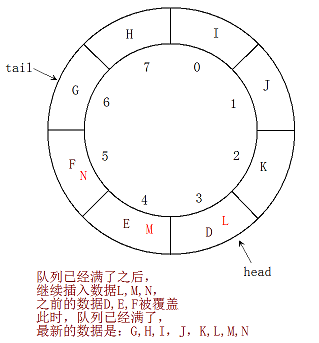 H
I
tail
7
0
G
J
6
1
5
2
F
N
K
4
3
E
M
D
L
head
队列已经满了之后，
继续插入数据L,M,N，
之前的数据D,E,F被覆盖
此时，队列已经满了，
最新的数据是：G,H,I，J，K,L,M,N